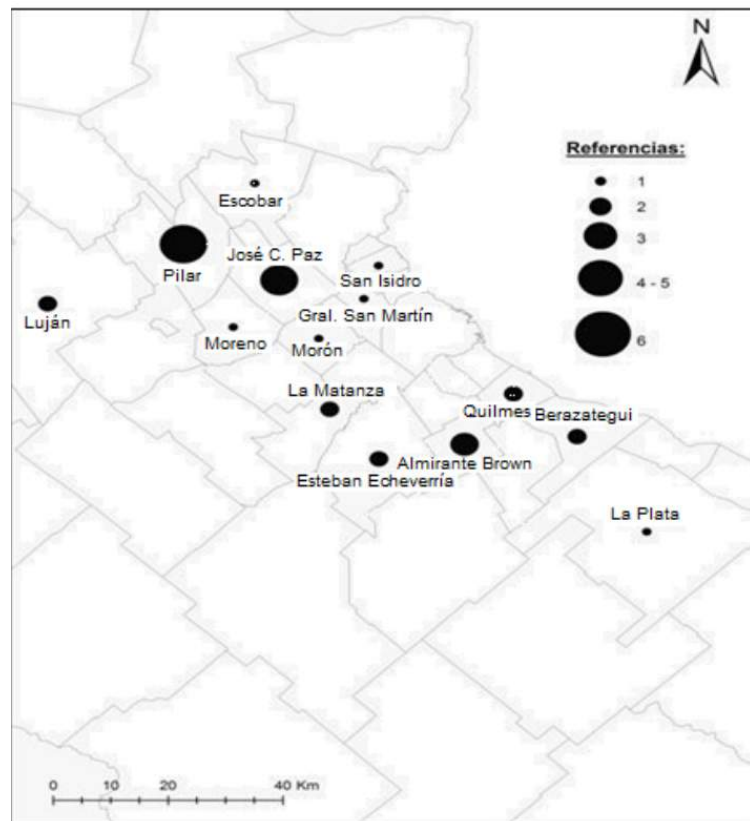 N
Referencias:
1
2
3
4 - 5
6
Escobar
Pilar
José C. Paz
San Isidro
Gral. San Martín
Luján
Moreno
Morón
La Matanza
Quilmes
Berazategui
Almirante Brown
Esteban Echeverría
La Plata
0 10 20 40 Km